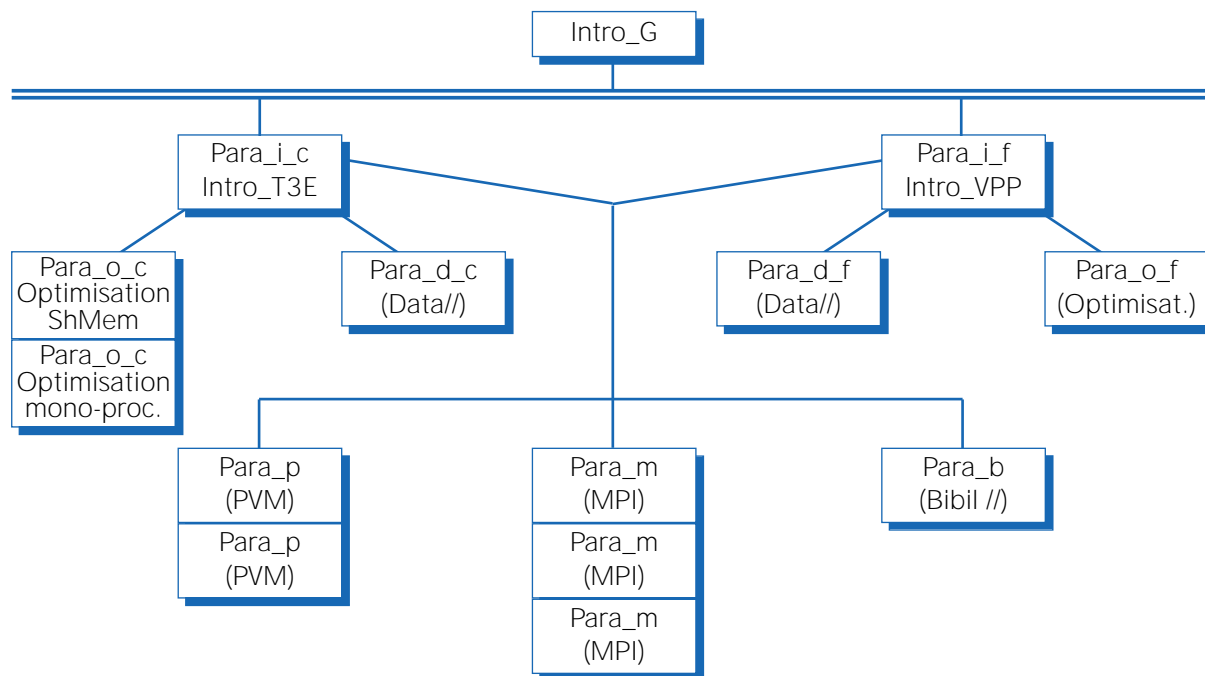 Intro_G
Para_i_c
Intro_T3E
Para_i_f
Intro_VPP
Para_o_c
Optimisation
ShMem
Para_o_c
Optimisation
mono-proc.
Para_d_c
(Data//)
Para_d_f
(Data//)
Para_o_f
(Optimisat.)
Para_p
(PVM)
Para_p
(PVM)
Para_m
(MPI)
Para_m
(MPI)
Para_m
(MPI)
Para_b
(Bibil //)